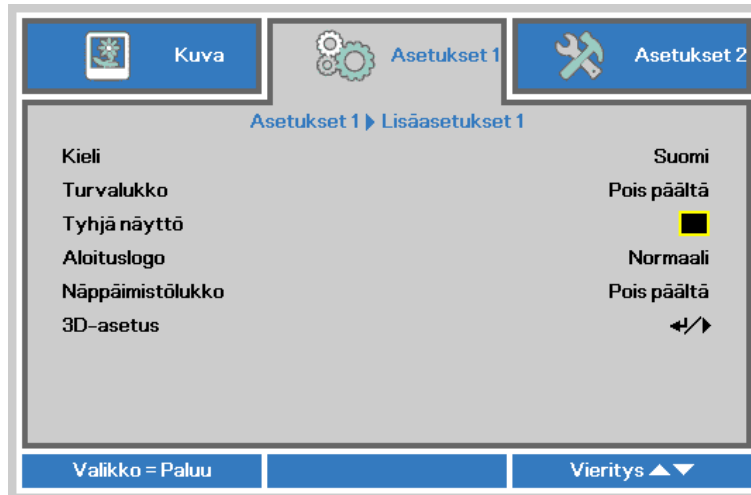 Kuva Asetukset 1 Asetukset 2
Asetukset 1 Lisäasetukset 1
Kieli Suomi
Turvalukko Pois päältä
Tyhjä näyttö
Aloituslogo Normaali
Näppäimistölukko Pois päältä
3D-asetus
Valikko = Paluu Vieritys